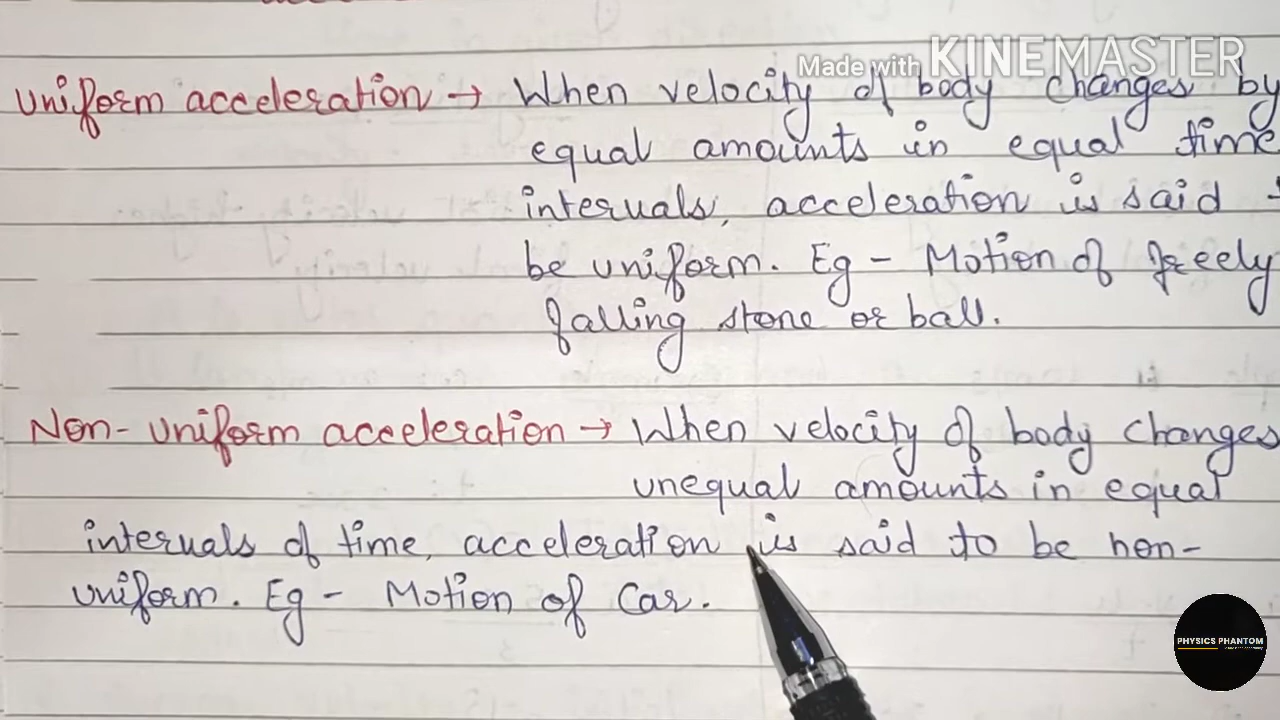 Made with KINEMASTER
Uniform acceleration → When velocity of body changes by
equal amounts in equal time
intervals, acceleration is said
be uniform. Eg - Motion of freely
falling stone or ball.
Non-uniform acceleration → When velocity of body changes
unequal amounts in equal
intervals of time, acceleration is said to be non-
uniform. Eg - Motion of Car.
PHYSICS PHANTOM